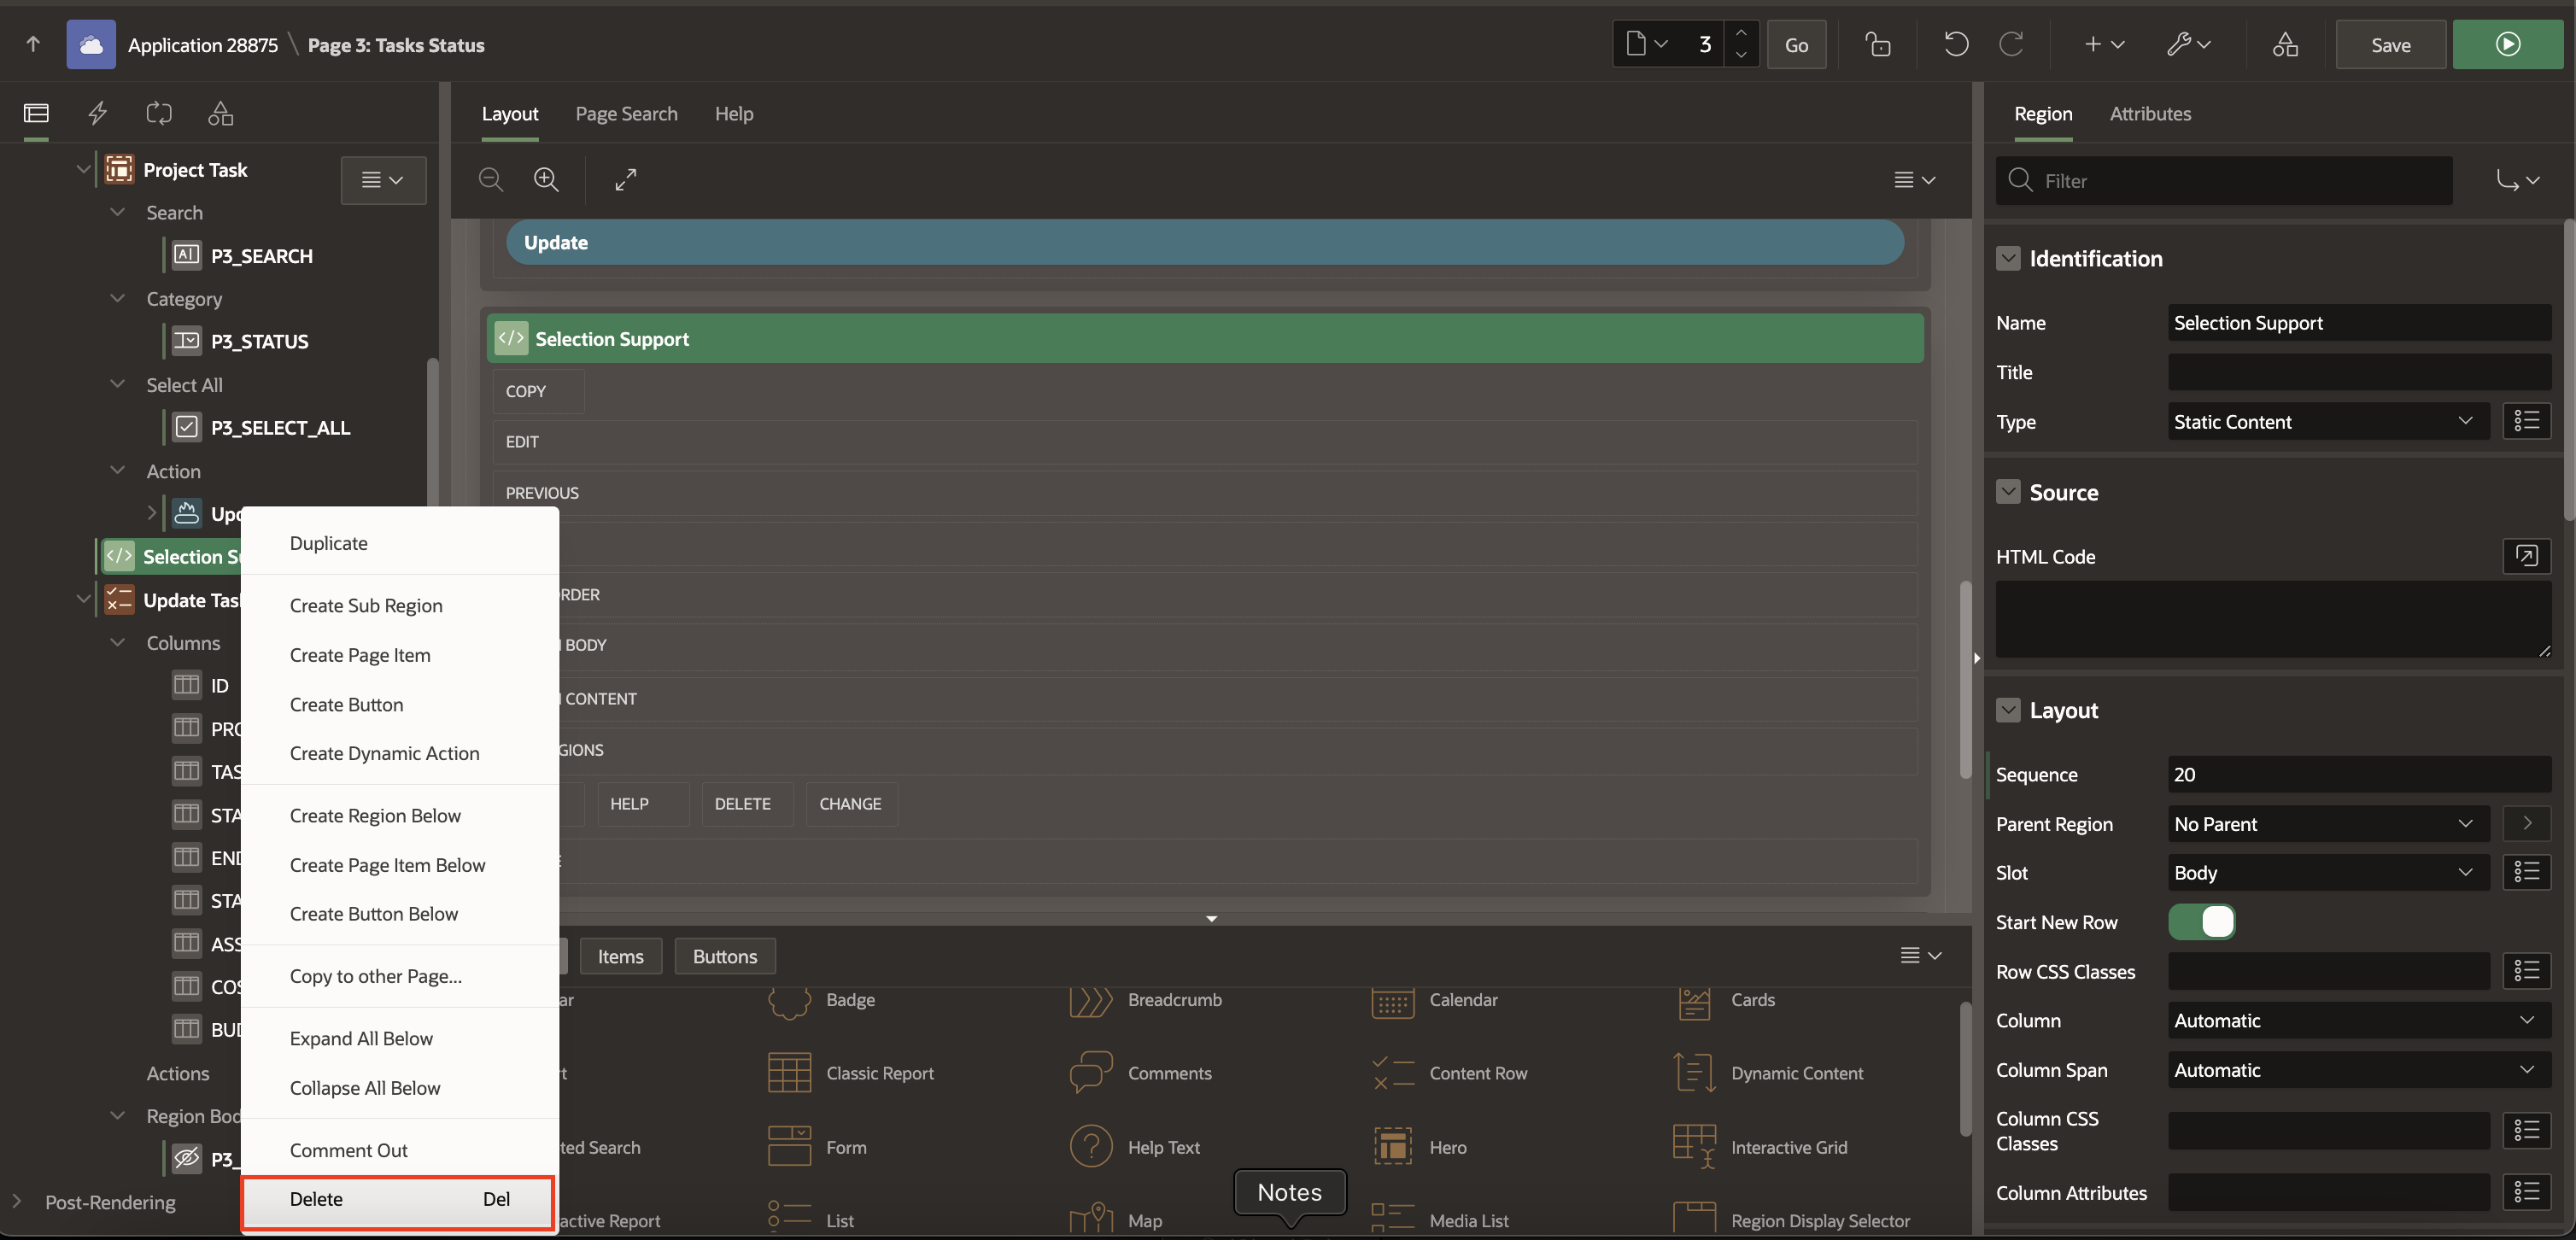 Application 28875 \ Page 3: Tasks Status
3
Go
Save
Project Task
Search
P3_SEARCH
Category
P3_STATUS
Select All
P3_SELECT_ALL
Action
Upd
Selection Su
Update Tas
Columns
ID
PRO
TAS
STA
END
STA
ASS
COS
BUD
Actions
Region Bod
P3_
Post-Rendering
Duplicate
Create Sub Region
Create Page Item
Create Button
Create Dynamic Action
Create Region Below
Create Page Item Below
Create Button Below
Copy to other Page...
Expand All Below
Collapse All Below
Comment Out
Delete Del
Layout Page Search Help
Update
</> Selection Support
COPY
EDIT
PREVIOUS
ORDER
BODY
CONTENT
GIONS
HELP DELETE CHANGE
Items Buttons
ar Badge Breadcrumb Calendar Cards
rt Classic Report Comments Content Row Dynamic Content
ted Search Form Help Text Hero Interactive Grid
active Report List Map Media List Region Display Selector
Notes
Region Attributes
Filter
Identification
Name Selection Support
Title
Type Static Content
Source
HTML Code
Layout
Sequence 20
Parent Region No Parent
Slot Body
Start New Row
Row CSS Classes
Column Automatic
Column Span Automatic
Column CSS
Classes
Column Attributes